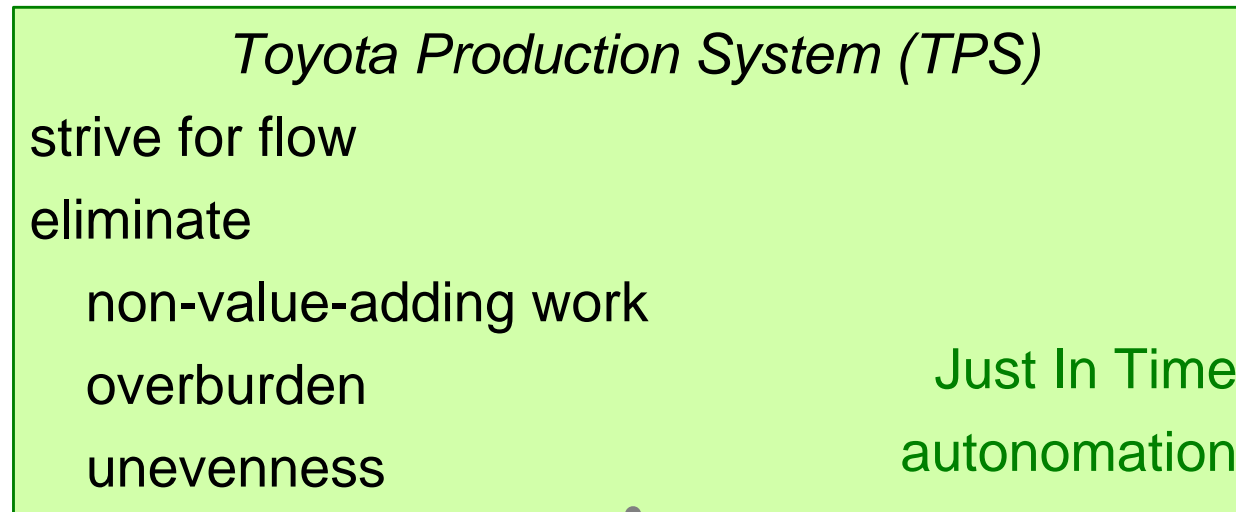 Toyota Production System (TPS)
strive for flow
eliminate
non-value-adding work
overburden
unevenness
Just In Time
autonomation